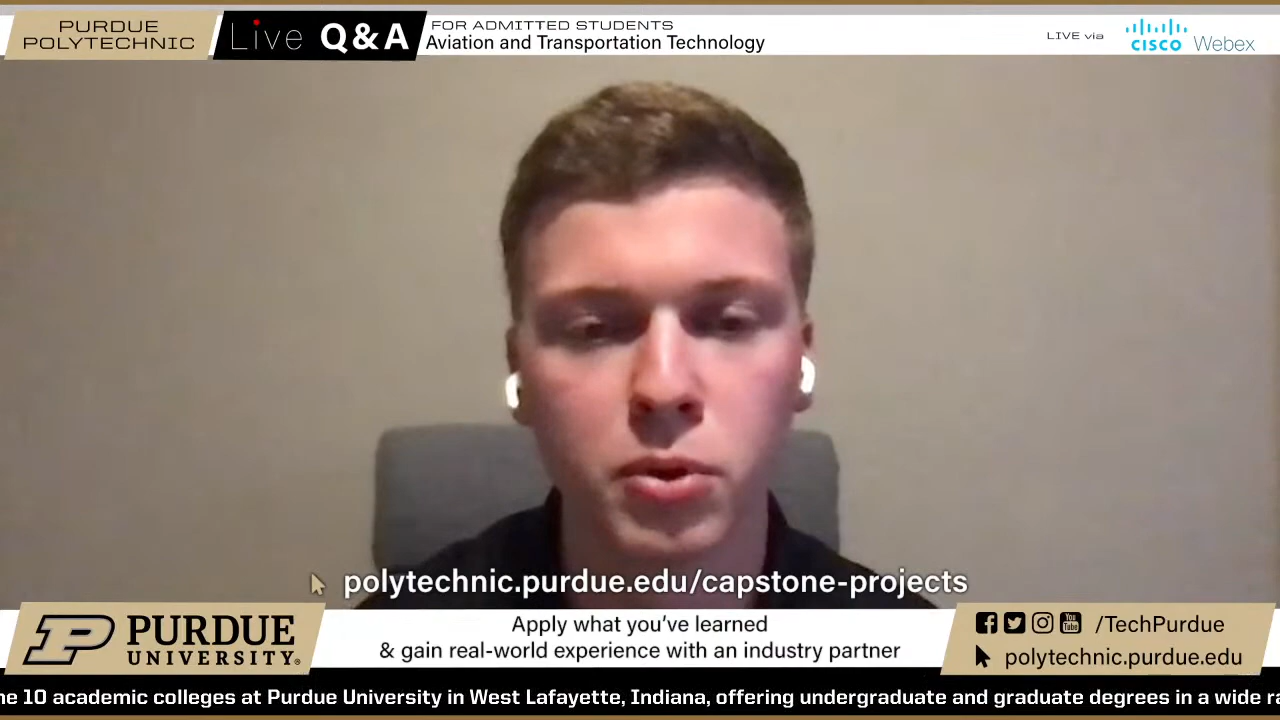 PURDUE
POLYTECHNIC
Live Q&A
FOR ADMITTED STUDENTS
Aviation and Transportation Technology
LIVE via
CISCO Webex
polytechnic.purdue.edu/capstone-projects
P PURDUE
UNIVERSITY®
Apply what you've learned
& gain real-world experience with an industry partner
You
Tube
/TechPurdue
polytechnic.purdue.edu
10 academic colleges at Purdue University in West Lafayette, Indiana, offering undergraduate and graduate degrees in a wide